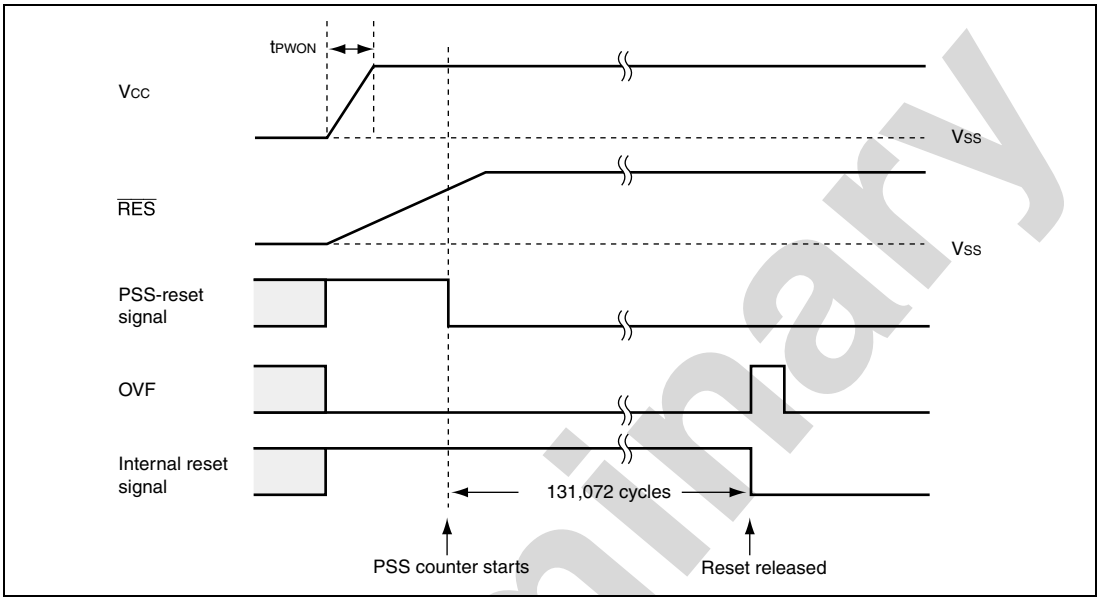 tPWON
VCC
VSS
RES
VSS
PSS-reset
signal
OVF
Internal reset
signal
131,072 cycles
PSS counter starts
Reset released
minary